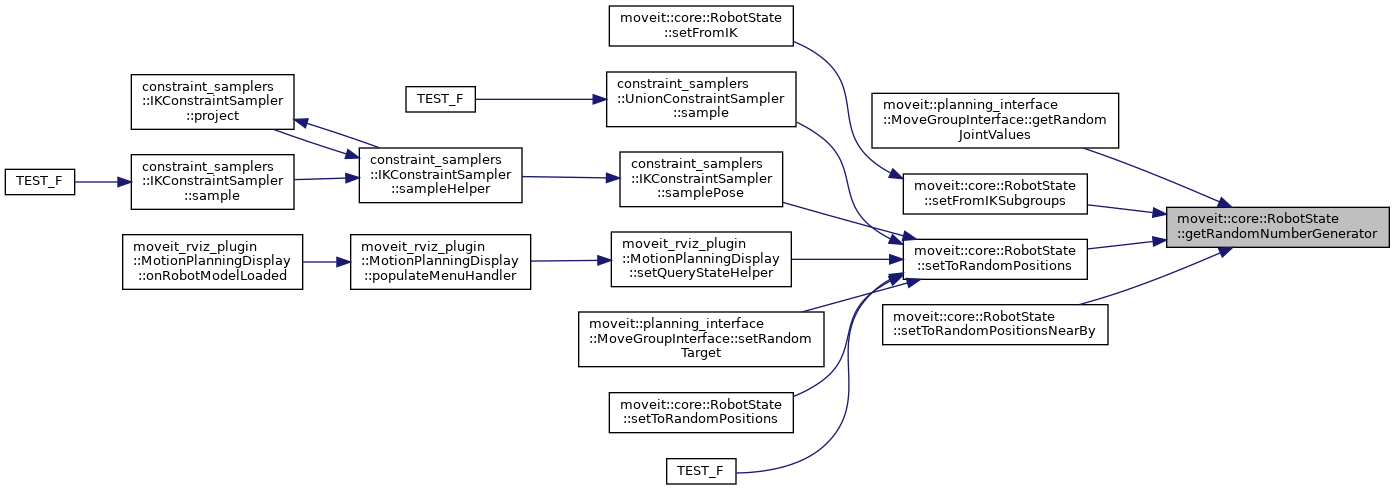 moveit::core::RobotState
::setFromIK
constraint_samplers
::IKConstraintSampler
::project
TEST_F
constraint_samplers
::UnionConstraintSampler
::sample
moveit::planning_interface
::MoveGroupInterface::getRandom
JointValues
TEST_F
constraint_samplers
::IKConstraintSampler
::sample
constraint_samplers
::IKConstraintSampler
::sampleHelper
constraint_samplers
::IKConstraintSampler
::samplePose
moveit::core::RobotState
::setFromIKSubgroups
moveit::core::RobotState
::getRandomNumberGenerator
moveit_rviz_plugin
::MotionPlanningDisplay
::onRobotModelLoaded
moveit_rviz_plugin
::MotionPlanningDisplay
::populateMenuHandler
moveit_rviz_plugin
::MotionPlanningDisplay
::setQueryStateHelper
moveit::core::RobotState
::setToRandomPositions
moveit::planning_interface
::MoveGroupInterface::setRandom
Target
moveit::core::RobotState
::setToRandomPositionsNearBy
moveit::core::RobotState
::setToRandomPositions
TEST_F